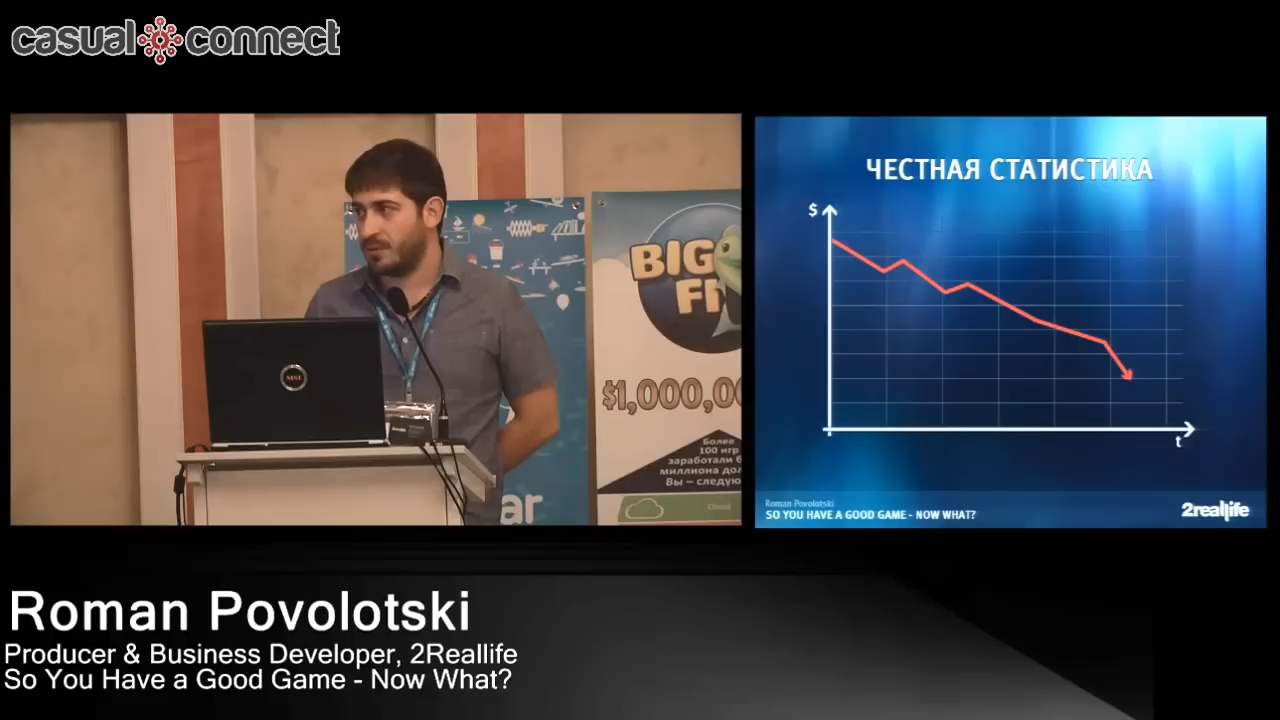 casual connect
ЧЕСТНАЯ СТАТИСТИКА
$
t
Roman Povolotski
SO YOU HAVE A GOOD GAME - NOW WHAT?
2reallife
BIG
FI
$1,000,00
Более
100 игр
заработали б
миллиона дол
Вы – следую
Cloud
msi
ar
Roman Povolotski
Producer & Business Developer, 2Reallife
So You Have a Good Game - Now What?